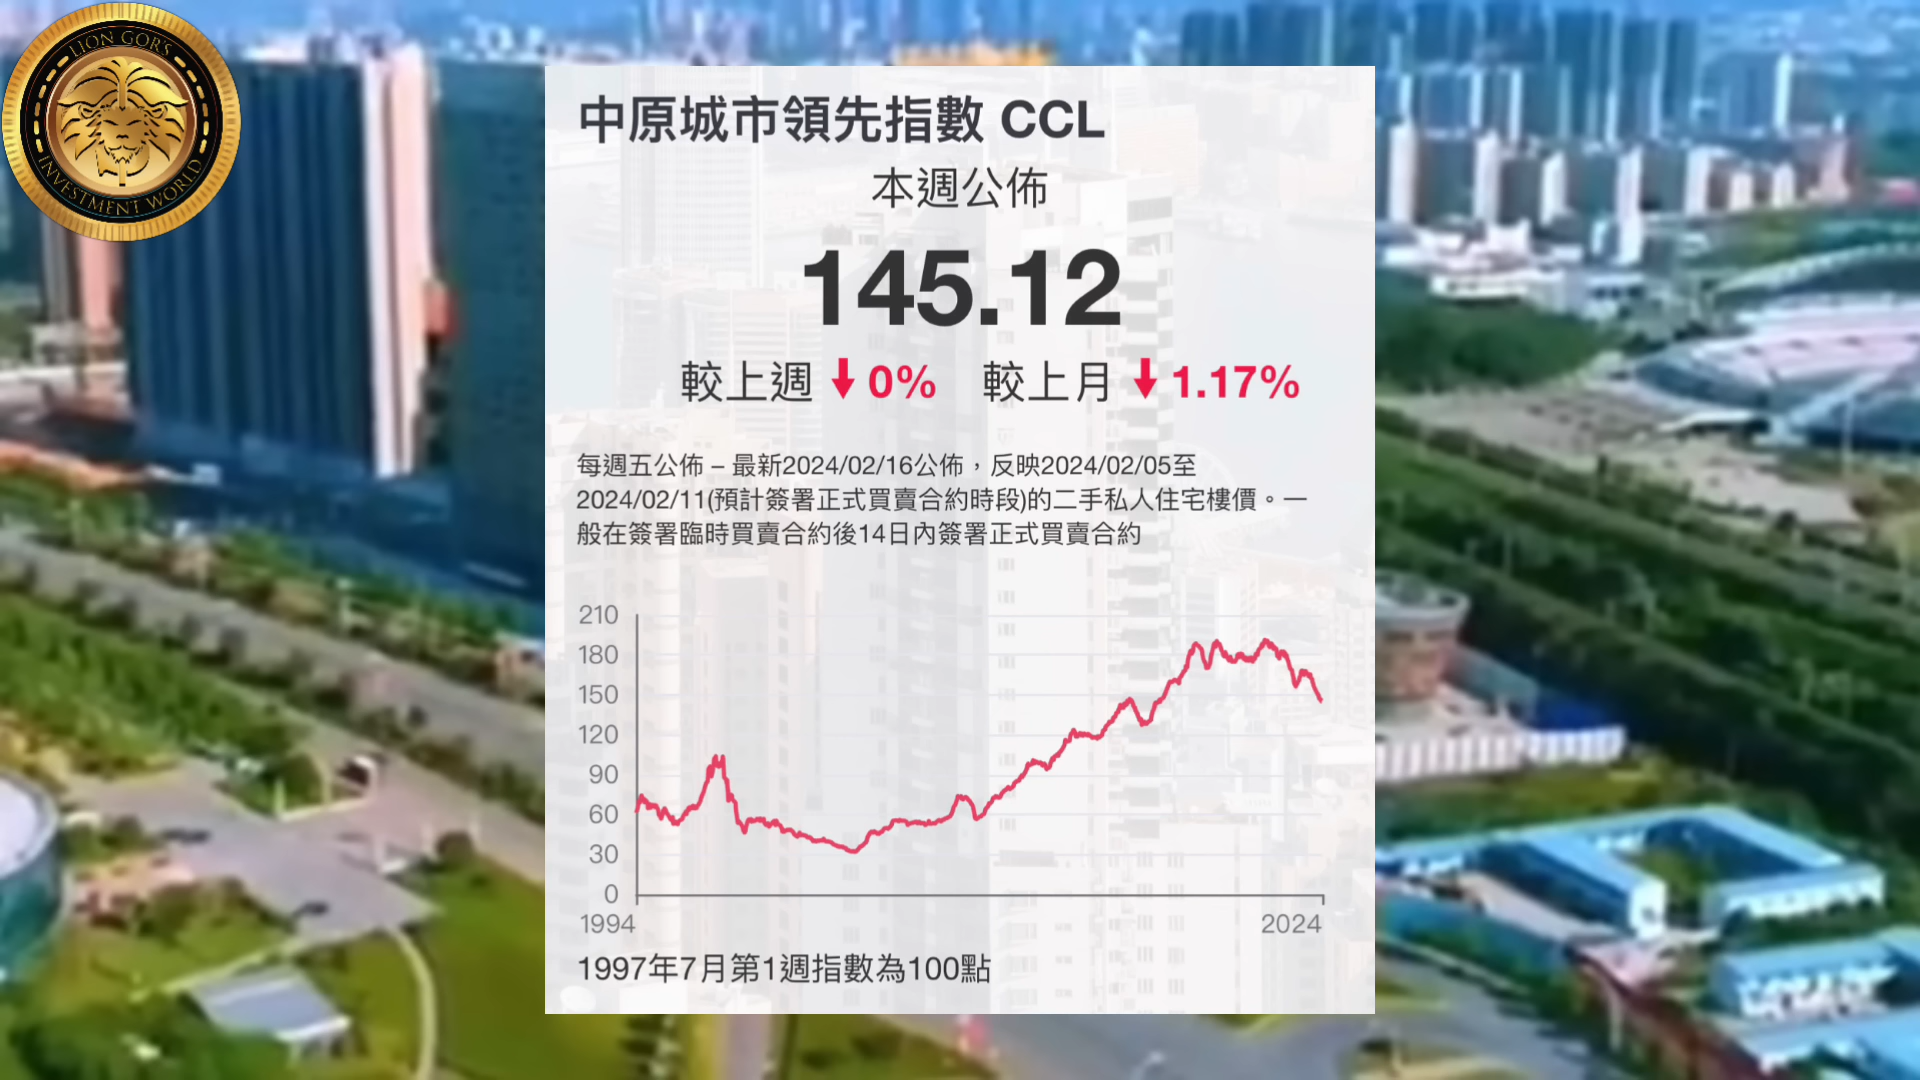 LION GOR'S
INVESTMENT WORLD
中原城市領先指數 CCL
本週公佈
145.12
較上週 ↓ 0% 較上月 ↓ 1.17%
每週五公佈 – 最新2024/02/16公佈，反映2024/02/05至
2024/02/11(預計簽署正式買賣合約時段)的二手私人住宅樓價。一
般在簽署臨時買賣合約後14日內簽署正式買賣合約
210
180
150
120
90
60
30
0
1994 2024
1997年7月第1週指數為100點